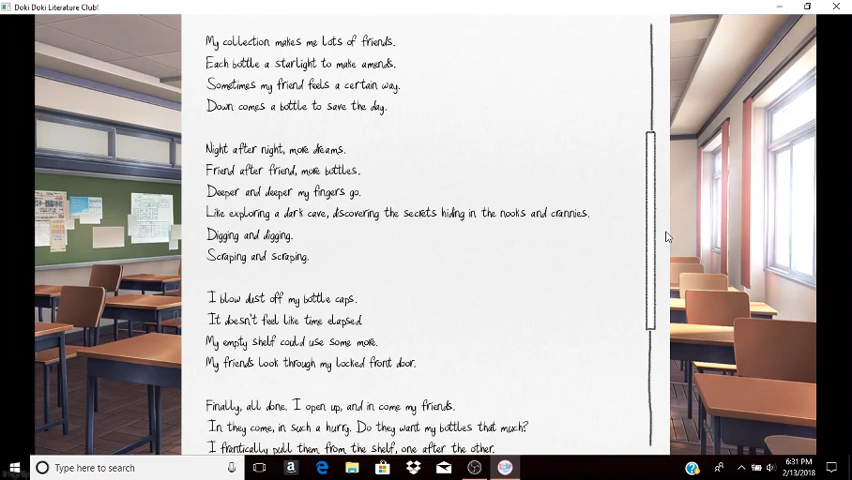 Doki Doki Literature Club!
My collection makes me lots of friends.
Each bottle a starlight to make amends.
Sometimes my friend feels a certain way.
Down comes a bottle to save the day.
Night after night, more dreams.
Friend after friend, more bottles.
Deeper and deeper my fingers go.
Like exploring a dark cave, discovering the secrets hiding in the nooks and crannies.
Digging and digging.
Scraping and scraping.
I blow dust off my bottle caps.
It doesn't feel like time elapsed.
My empty shelf could use some more.
My friends look through my locked front door.
Finally, all done. I open up, and in come my friends.
In they come, in such a hurry. Do they want my bottles that much?
I frantically pull them from the shelf, one after the other.
Type here to search
6:31 PM
2/13/2018